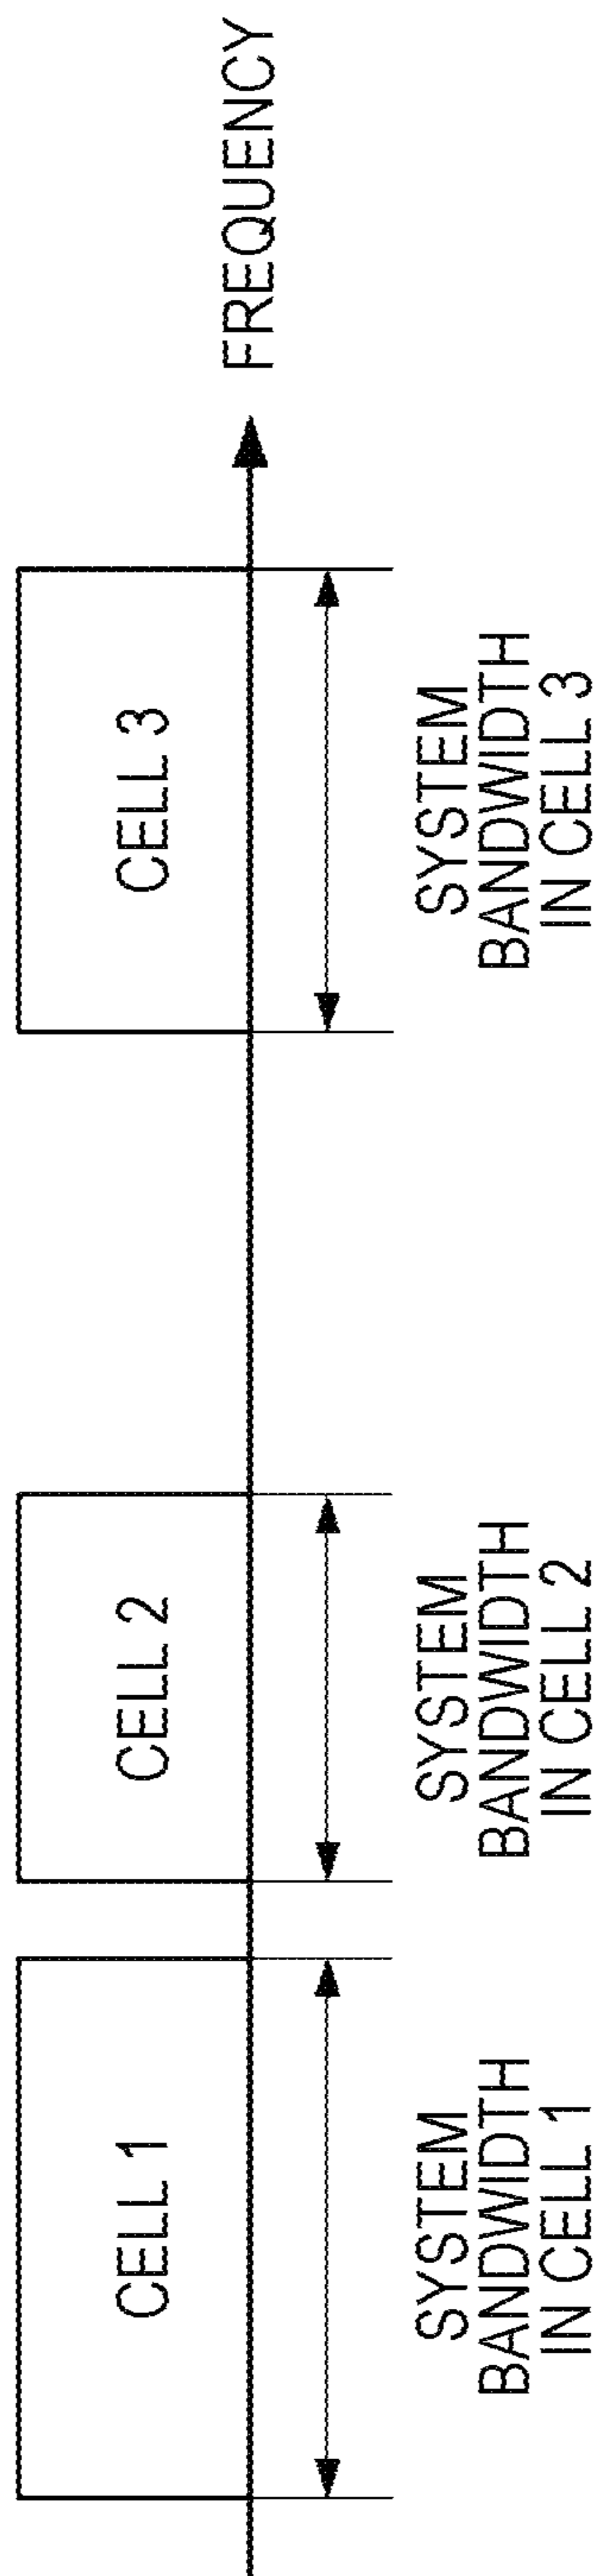 CELL 1
CELL 2
CELL 3
FREQUENCY
SYSTEM
BANDWIDTH
IN CELL 1
SYSTEM
BANDWIDTH
IN CELL 2
SYSTEM
BANDWIDTH
IN CELL 3